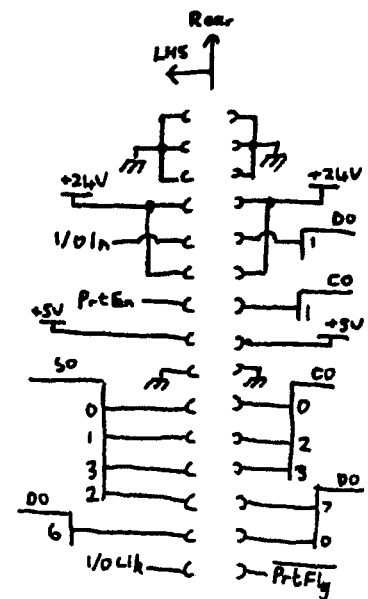 Rear
LHS
+24V
+24V
I/O In
DO
1
PrtEn
CO
1
+5V
+5V
SO
CO
0
0
1
2
3
3
2
DO
7
DO
6
0
I/O Clk
PrtFly